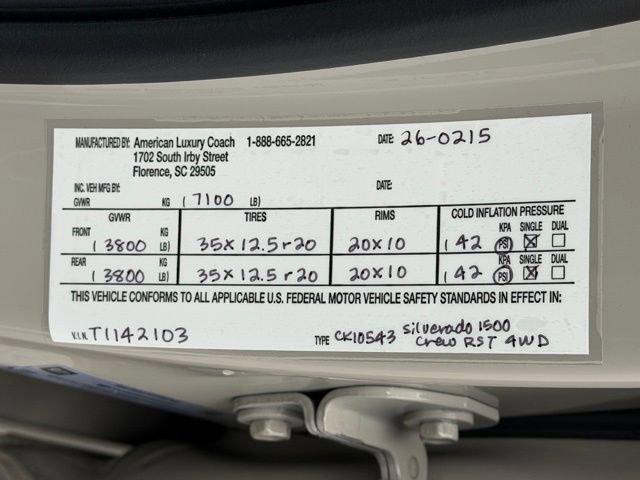 MANUFACTURED BY: American Luxury Coach 1-888-665-2821 DATE: 26-0215
1702 South Irby Street
Florence, SC 29505
INC. VEH MFG BY: DATE:
GVWR KG ( 7100 LB)
GVWR TIRES RIMS COLD INFLATION PRESSURE
FRONT KG KPA SINGLE DUAL
( 3800 LB) 35x12.5r20 20x10 ( 42 PSI)
REAR KG KPA SINGLE DUAL
( 3800 LB) 35x12.5r20 20x10 ( 42 PSI)
THIS VEHICLE CONFORMS TO ALL APPLICABLE U.S. FEDERAL MOTOR VEHICLE SAFETY STANDARDS IN EFFECT IN:
V.I.N. T1142103 TYPE CK10543 silverado 1500
Crew RST 4WD